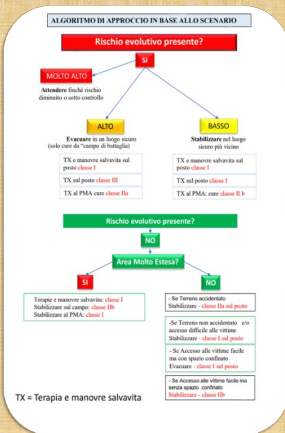 ALGORITMO DI APPROCCIO IN BASE ALLO SCENARIO
Rischio evolutivo presente?
SI
MOLTO ALTO
Attendere finché rischio
diminuito o sotto controllo
ALTO
Evacuare in un luogo sicuro
(solo cure da "campo di battaglia)
TX e manovre salvavita sul
posto classe I
TX sul posto classe III
TX al PMA cure classe IIa
BASSO
Stabilizzare nel
luogo sicuro più vicino
TX e manovre salvavita sul
posto classe I
TX sul posto classe I
TX al PMA: cure classe II b
Rischio evolutivo presente?
NO
Area Molto Estesa?
SI
Terapie e manovre salvavita: classe I
Stabilizzare sul campo: classe IIb
Stabilizzare al PMA: classe I
NO
- Se Terreno accidentato
Stabilizzare - classe IIa sul posto
-Se Terreno non accidentato e/o
accesso difficile alle vittime
Stabilizzare - classe I sul posto
- Se Accesso alle vittime facile
ma con spazio confinato
Evacuare - classe I sul posto
- Se Accesso alle vittime facile ma
senza spazio confinato
Stabilizzare - classe IIb
TX = Terapia e manovre salvavita